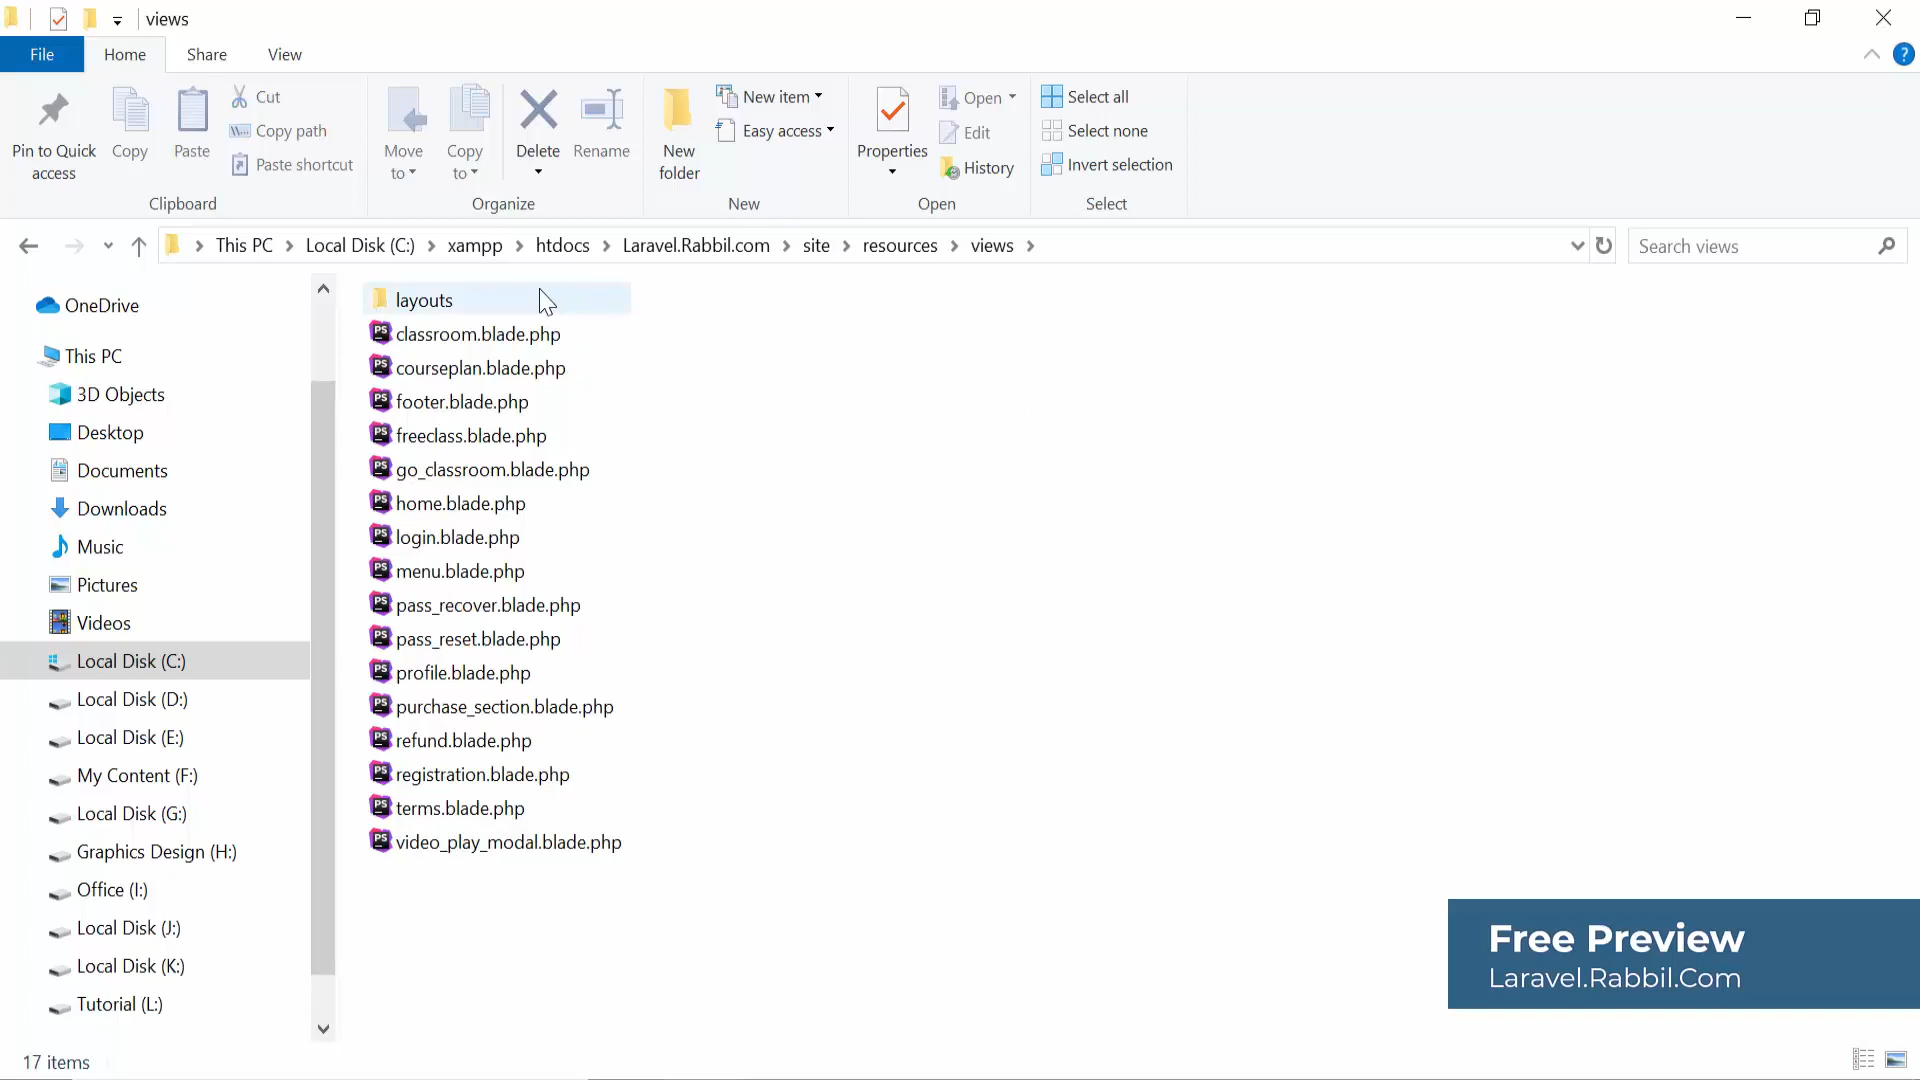 views
File
Home
Share
View
Pin to Quick
access
Copy
Paste
Cut
Copy path
Paste shortcut
Clipboard
Move
to
Copy
to
Delete
Rename
Organize
New
folder
New item
Easy access
New
Properties
Open
Edit
History
Open
Select all
Select none
Invert selection
Select
This PC
Local Disk (C:)
xampp
htdocs
Laravel.Rabbil.com
site
resources
views
Search views
OneDrive
This PC
3D Objects
Desktop
Documents
Downloads
Music
Pictures
Videos
Local Disk (C:)
Local Disk (D:)
Local Disk (E:)
My Content (F:)
Local Disk (G:)
Graphics Design (H:)
Office (I:)
Local Disk (J:)
Local Disk (K:)
Tutorial (L:)
layouts
classroom.blade.php
courseplan.blade.php
footer.blade.php
freeclass.blade.php
go_classroom.blade.php
home.blade.php
login.blade.php
menu.blade.php
pass_recover.blade.php
pass_reset.blade.php
profile.blade.php
purchase_section.blade.php
refund.blade.php
registration.blade.php
terms.blade.php
video_play_modal.blade.php
Free Preview
Laravel.Rabbil.Com
17 items